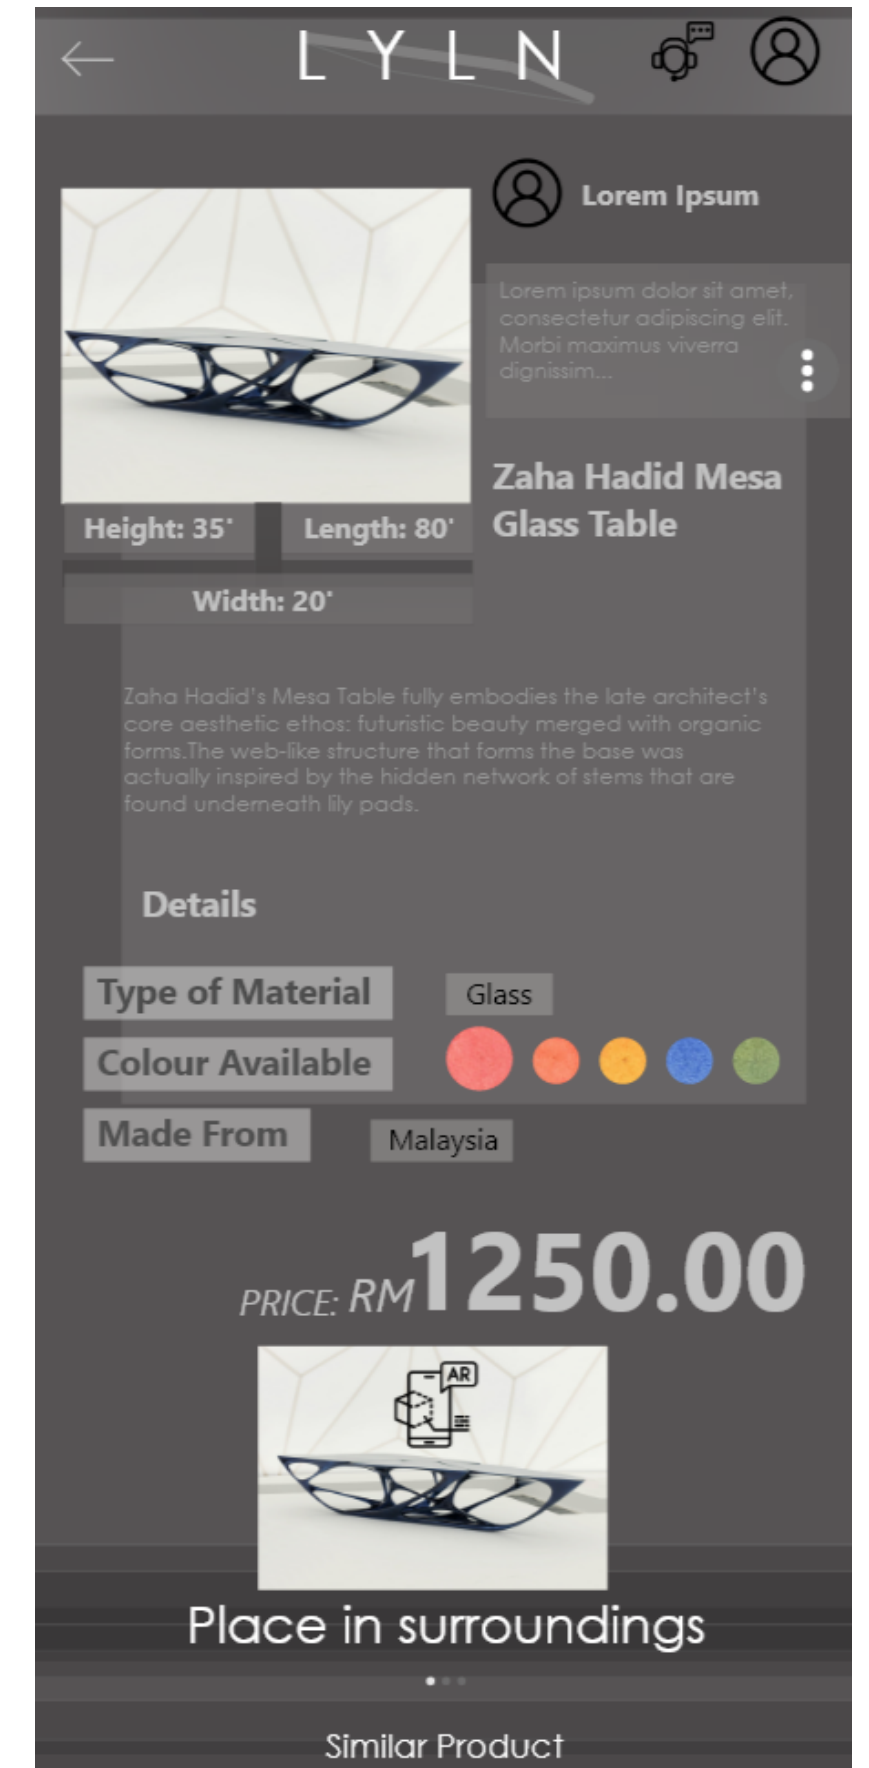 L Y L N
Lorem Ipsum
Lorem ipsum dolor sit amet,
consectetur adipiscing elit.
Morbi maximus viverra
dignissim...
Zaha Hadid Mesa
Glass Table
Height: 35'
Length: 80'
Width: 20'
Zaha Hadid's Mesa Table fully embodies the late architect's
core aesthetic ethos: futuristic beauty merged with organic
forms.The web-like structure that forms the base was
actually inspired by the hidden network of stems that are
found underneath lily pads.
Details
Type of Material
Glass
Colour Available
Made From
Malaysia
PRICE: RM1250.00
AR
Place in surroundings
Similar Product